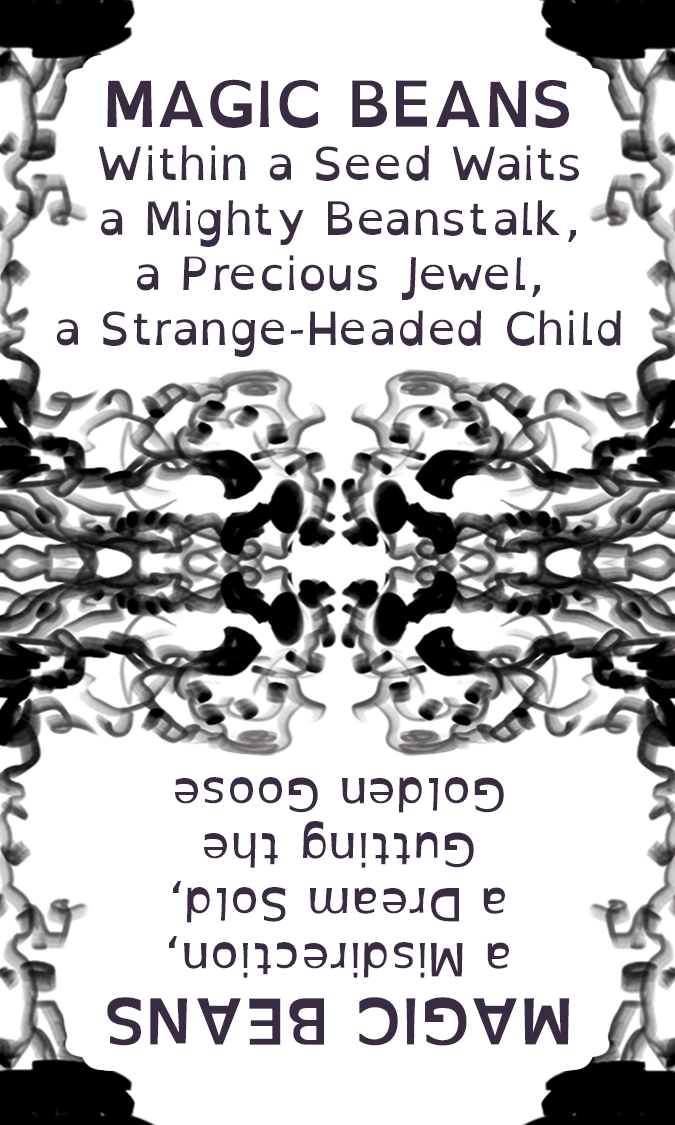 MAGIC BEANS
Within a Seed Waits
a Mighty Beanstalk,
a Precious Jewel,
a Strange-Headed Child
MAGIC BEANS
a Misdirection,
a Dream Sold,
Gutting the
Golden Goose